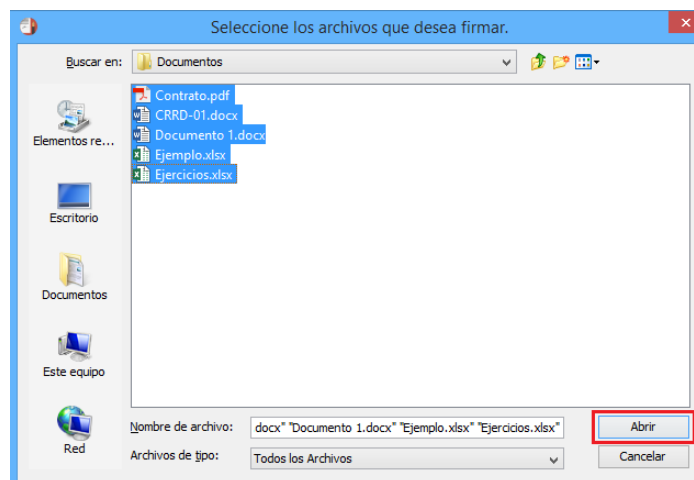 Seleccione los archivos que desea firmar.
Buscar en: Documentos
Contrato.pdf
CRRD-01.docx
Documento 1.docx
Ejemplo.xlsx
Ejercicios.xlsx
Elementos re...
Escritorio
Documentos
Este equipo
Red
Nombre de archivo: docx" "Documento 1.docx" "Ejemplo.xlsx" "Ejercicios.xlsx" Abrir
Archivos de tipo: Todos los Archivos Cancelar